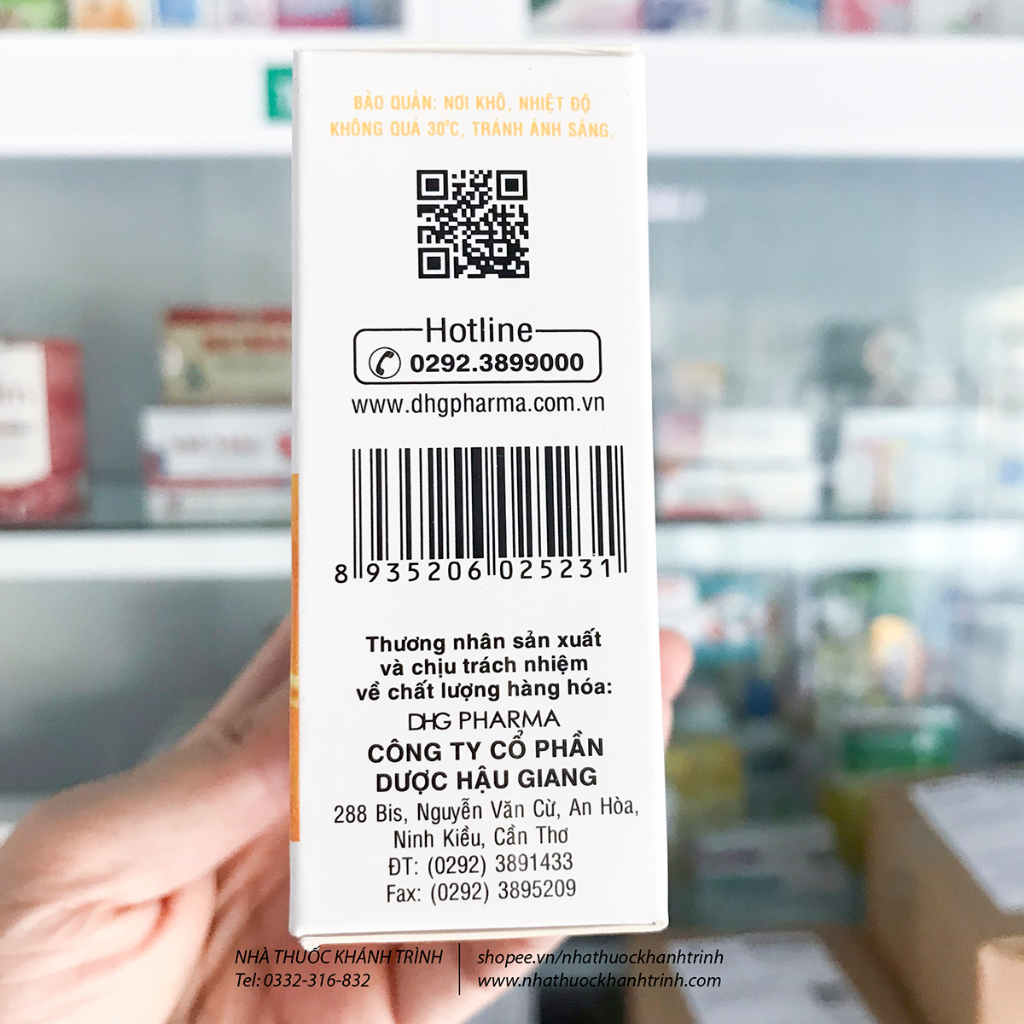 BẢO QUẢN: NƠI KHÔ, NHIỆT ĐỘ
KHÔNG QUÁ 30°C, TRÁNH ÁNH SÁNG.
Hotline
0292.3899000
www.dhgpharma.com.vn
8 935206 025231
Thương nhân sản xuất
và chịu trách nhiệm
về chất lượng hàng hóa:
DHG PHARMA
CÔNG TY CỔ PHẦN
DƯỢC HẬU GIANG
288 Bis, Nguyễn Văn Cừ, An Hòa,
Ninh Kiều, Cần Thơ
ĐT: (0292) 3891433
Fax: (0292) 3895209
NHÀ THUỐC KHÁNH TRÌNH
Tel: 0332-316-832
shopee.vn/nhathuockhanhtrinh
www.nhathuockhanhtrinh.com